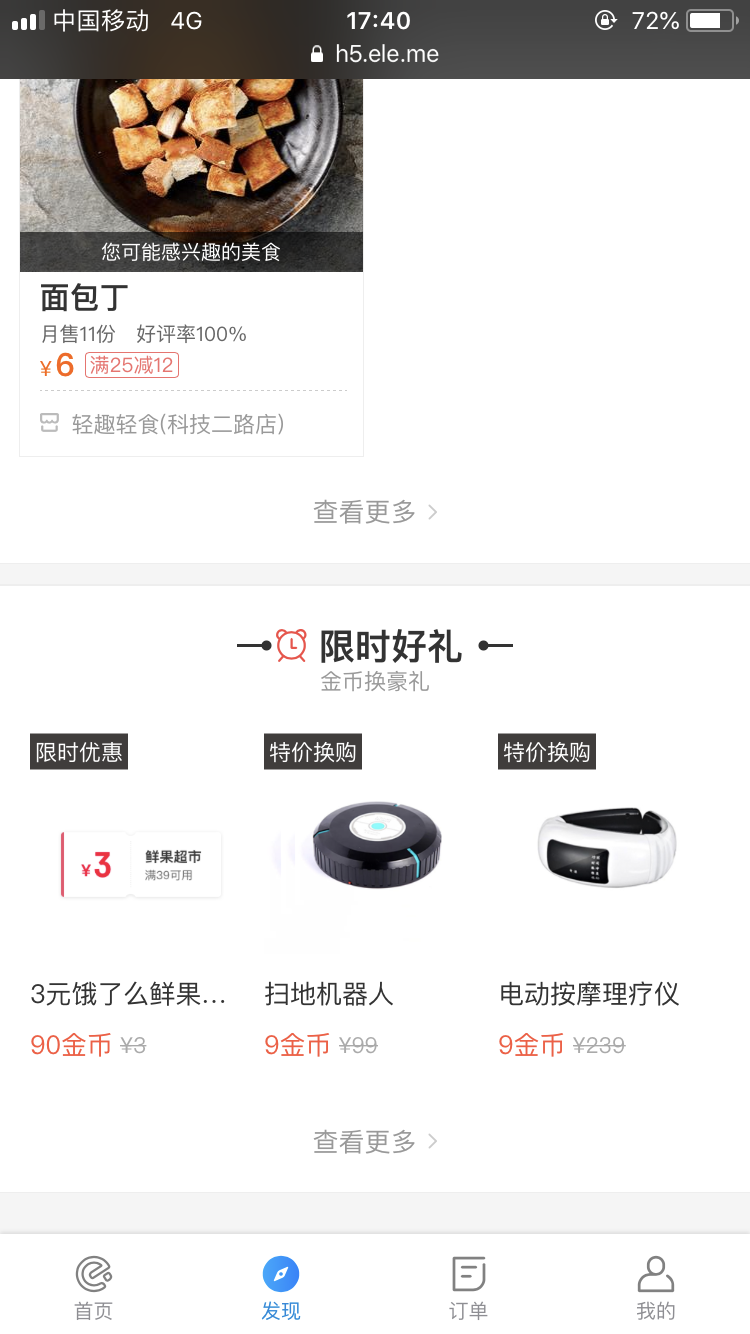 中国移动 4G 17:40 72%
h5.ele.me
您可能感兴趣的美食
面包丁
月售11份 好评率100%
¥6 满25减12
轻趣轻食(科技二路店)
查看更多
限时好礼
金币换豪礼
限时优惠 特价换购 特价换购
¥3 鲜果超市
满39可用
3元饿了么鲜果... 扫地机器人 电动按摩理疗仪
90金币 ¥3 9金币 ¥99 9金币 ¥239
查看更多
首页 发现 订单 我的